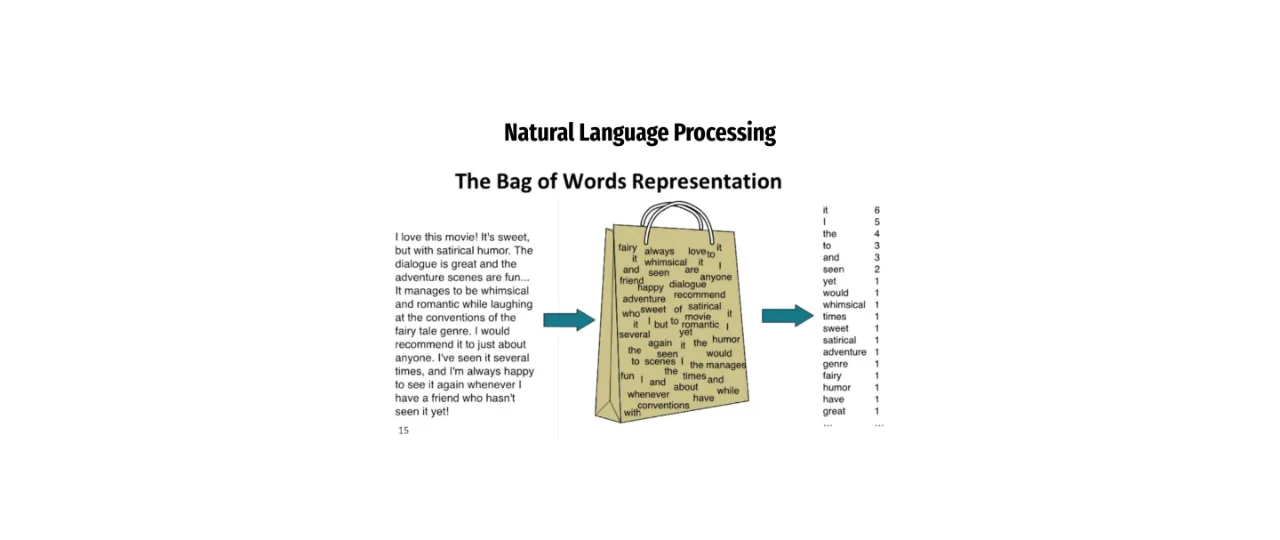 Natural Language Processing
The Bag of Words Representation
I love this movie! It's sweet,
but with satirical humor. The
dialogue is great and the
adventure scenes are fun...
It manages to be whimsical
and romantic while laughing
at the conventions of the
fairy tale genre. I would
recommend it to just about
anyone. I've seen it several
times, and I'm always happy
to see it again whenever I
have a friend who hasn't
seen it yet!
15
fairy always love to it
it whimsical it I
and seen are anyone
friend happy dialogue
adventure recommend
who sweet of satirical
it I but to movie romantic it I
several yet
again it the humor
the seen would
to scenes I the manages
fun I and the times and
whenever about while
conventions have
with
it 6
I 5
the 4
to 3
and 3
seen 2
yet 1
would 1
whimsical 1
times 1
sweet 1
satirical 1
adventure 1
genre 1
fairy 1
humor 1
have 1
great 1
... ...